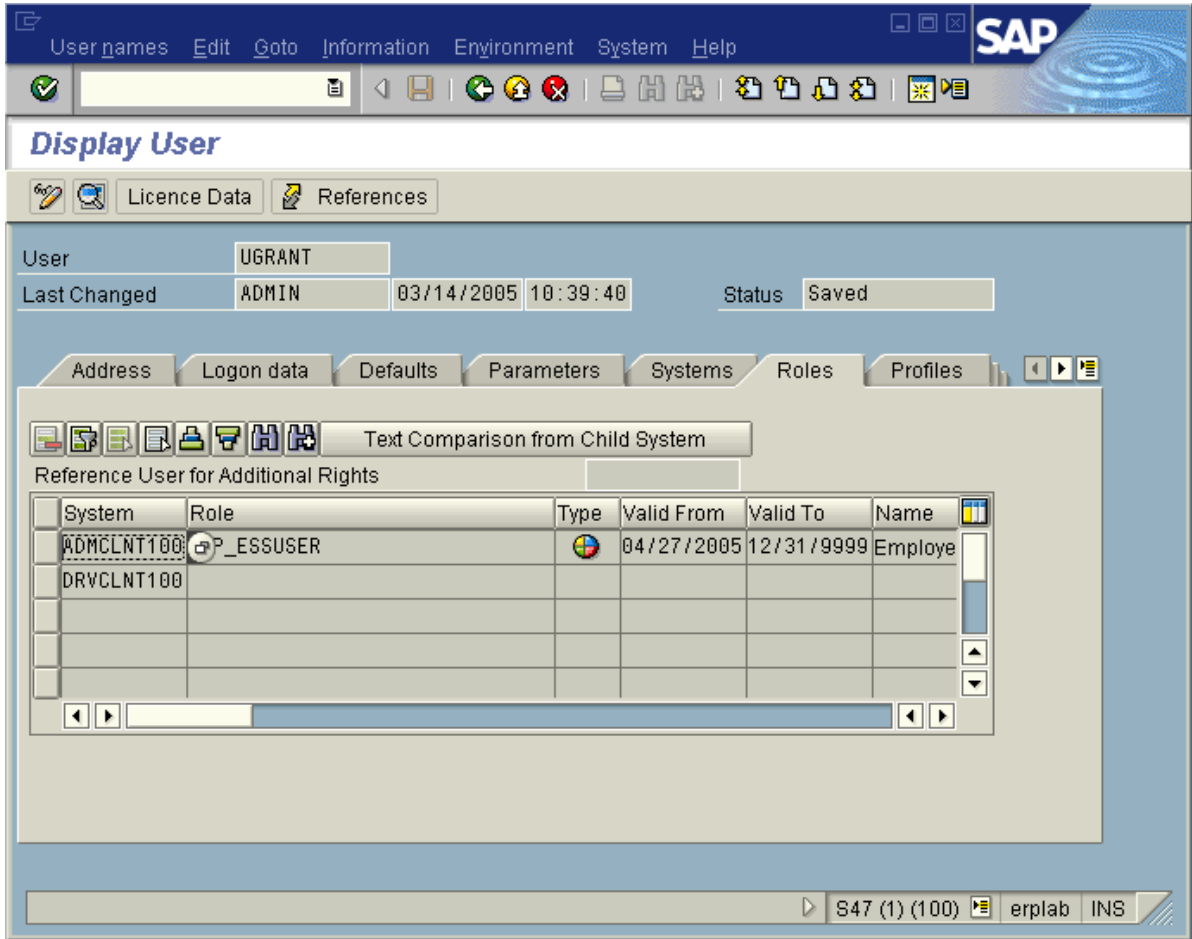 User names Edit Goto Information Environment System Help
SAP
Display User
Licence Data References
User UGRANT
Last Changed ADMIN 03/14/2005 10:39:40 Status Saved
Address Logon data Defaults Parameters Systems Roles Profiles
Text Comparison from Child System
Reference User for Additional Rights
System Role Type Valid From Valid To Name
ADMCLNT100 P_ESSUSER 04/27/2005 12/31/9999 Employe
DRVCLNT100
S47 (1) (100) erplab INS